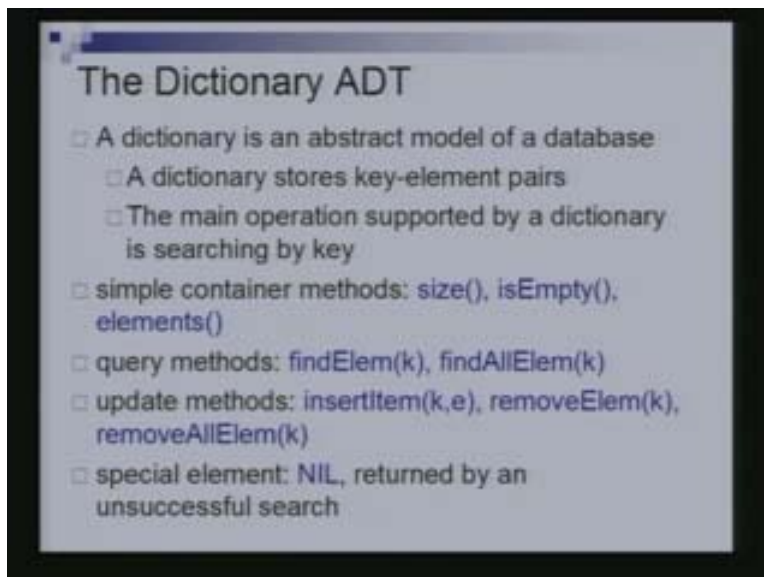 The Dictionary ADT
A dictionary is an abstract model of a database
A dictionary stores key-element pairs
The main operation supported by a dictionary
is searching by key
simple container methods: size(), isEmpty(),
elements()
query methods: findElem(k), findAllElem(k)
update methods: insertItem(k,e), removeElem(k),
removeAllElem(k)
special element: NIL, returned by an
unsuccessful search